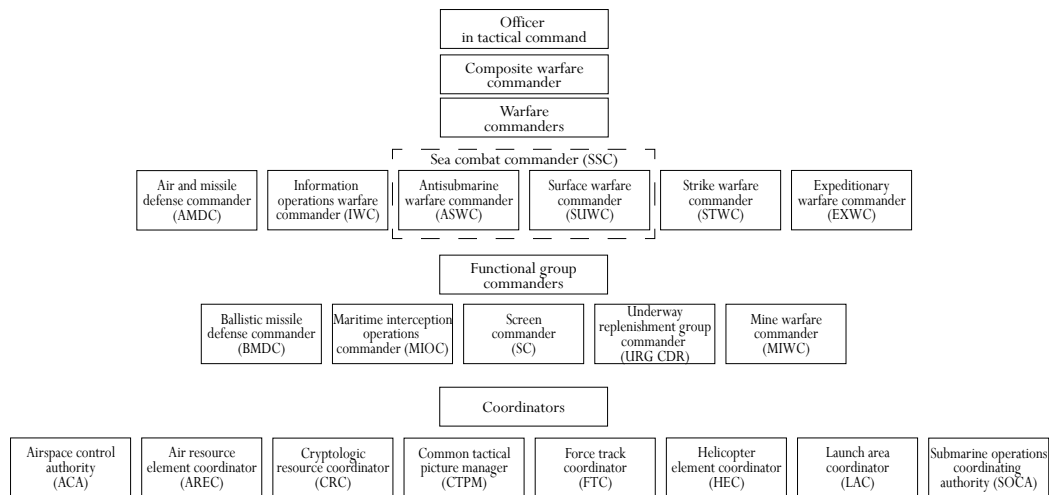 Officer
in tactical command
Composite warfare
commander
Warfare
commanders
Sea combat commander (SSC)
Air and missile
defense commander
(AMDC)
Information
operations warfare
commander (IWC)
Antisubmarine
warfare commander
(ASWC)
Surface warfare
commander
(SUWC)
Strike warfare
commander
(STWC)
Expeditionary
warfare commander
(EXWC)
Functional group
commanders
Ballistic missile
defense commander
(BMDC)
Maritime interception
operations
commander (MIOC)
Screen
commander
(SC)
Underway
replenishment group
commander
(URG CDR)
Mine warfare
commander
(MIWC)
Coordinators
Airspace control
authority
(ACA)
Air resource
element coordinator
(AREC)
Cryptologic
resource coordinator
(CRC)
Common tactical
picture manager
(CTPM)
Force track
coordinator
(FTC)
Helicopter
element coordinator
(HEC)
Launch area
coordinator
(LAC)
Submarine operations
coordinating
authority (SOCA)